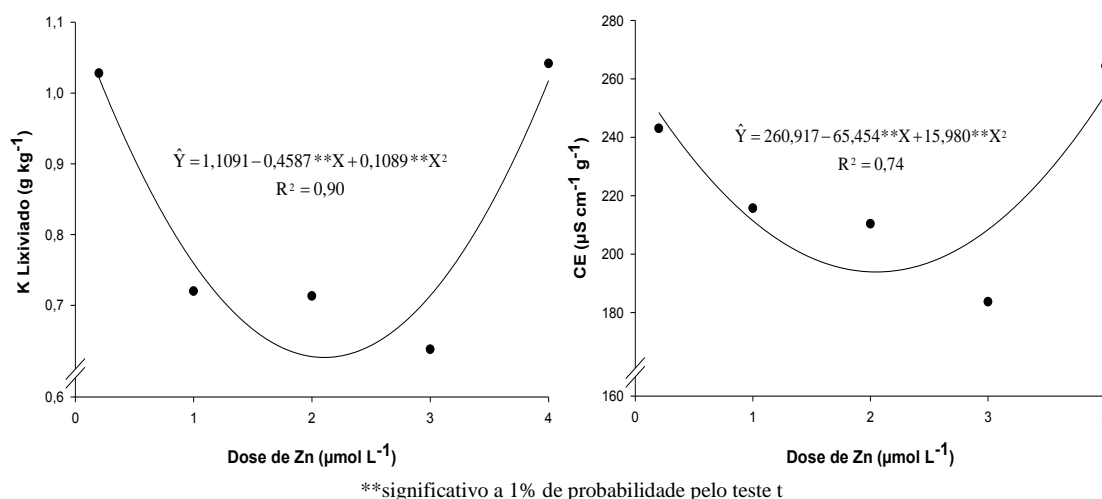 1,1
1,0
0,9
0,8
0,7
0,6
K Lixiviado (g kg⁻¹)
Ŷ = 1,1091 − 0,4587 **X + 0,1089 **X²
R² = 0,90
0 1 2 3 4
Dose de Zn (µmol L⁻¹)
280
260
240
220
200
180
160
CE (µS cm⁻¹ g⁻¹)
Ŷ = 260,917 − 65,454 **X + 15,980 **X²
R² = 0,74
0 1 2 3
Dose de Zn (µmol L⁻¹)
**significativo a 1% de probabilidade pelo teste t